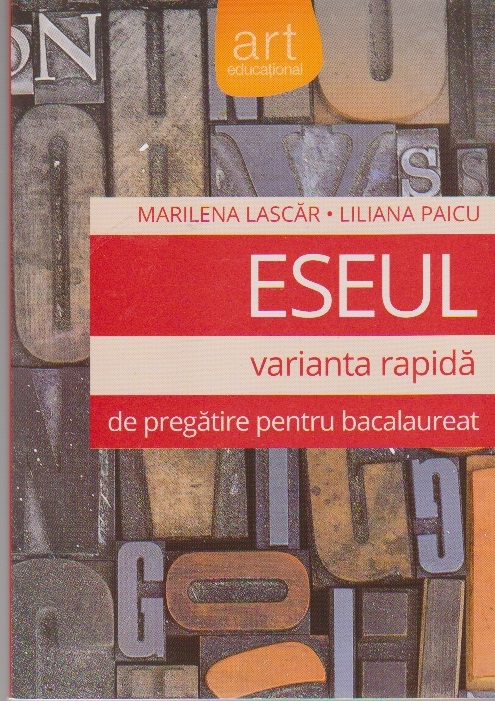 art
educațional
MARILENA LASCĂR • LILIANA PAICU
ESEUL
varianta rapidă
de pregătire pentru bacalaureat